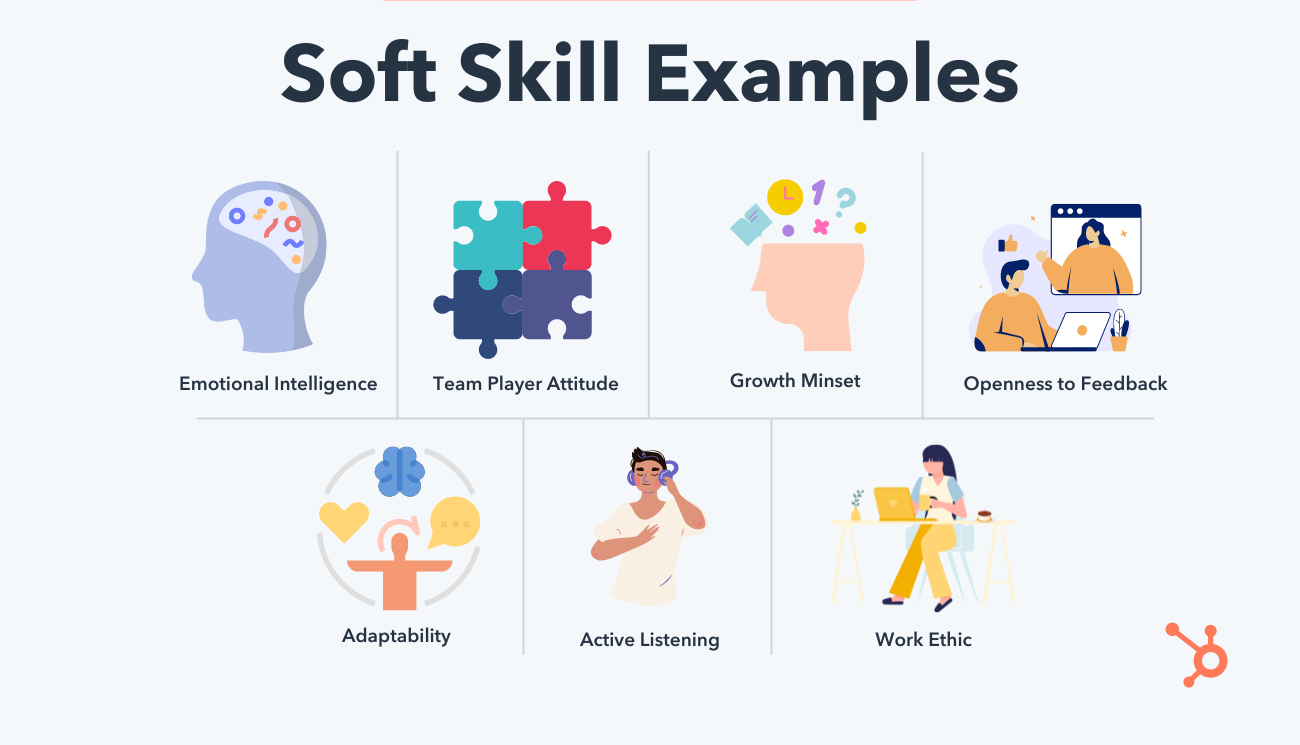 Soft Skill Examples
Emotional Intelligence
Team Player Attitude
Growth Minset
Openness to Feedback
Adaptability
Active Listening
Work Ethic